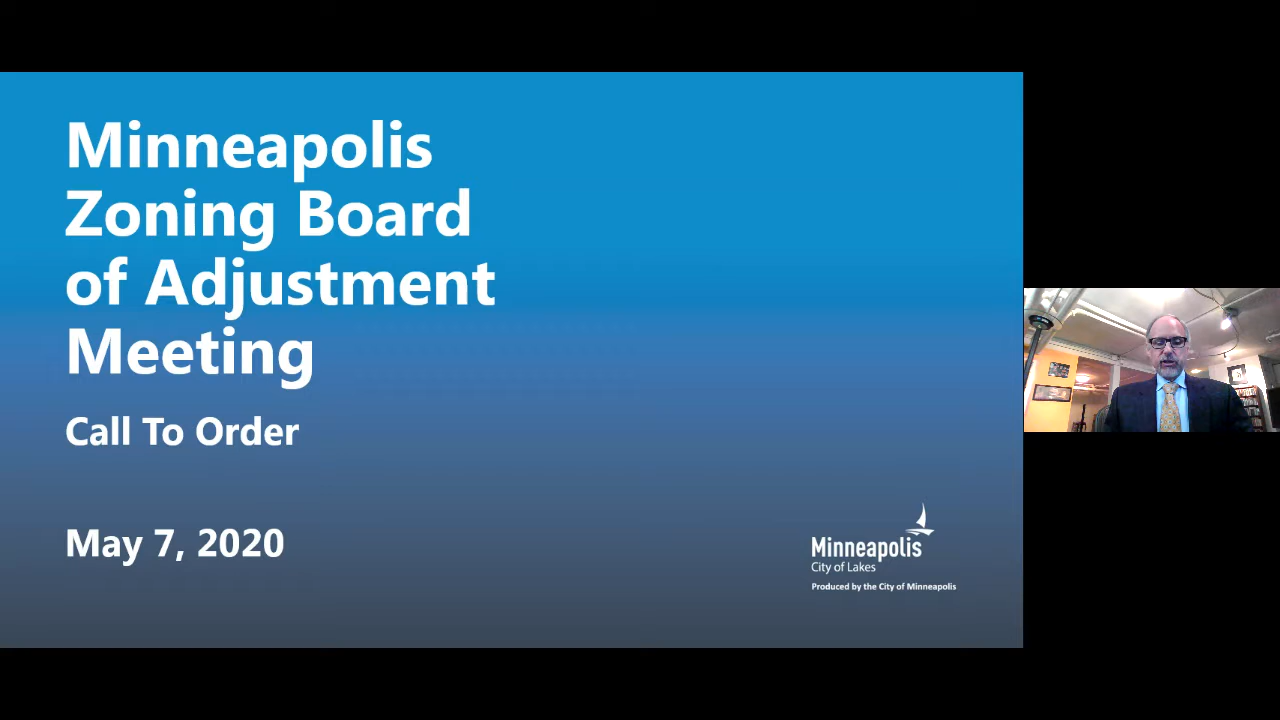 Minneapolis
Zoning Board
of Adjustment
Meeting
Call To Order
May 7, 2020
Minneapolis
City of Lakes
Produced by the City of Minneapolis